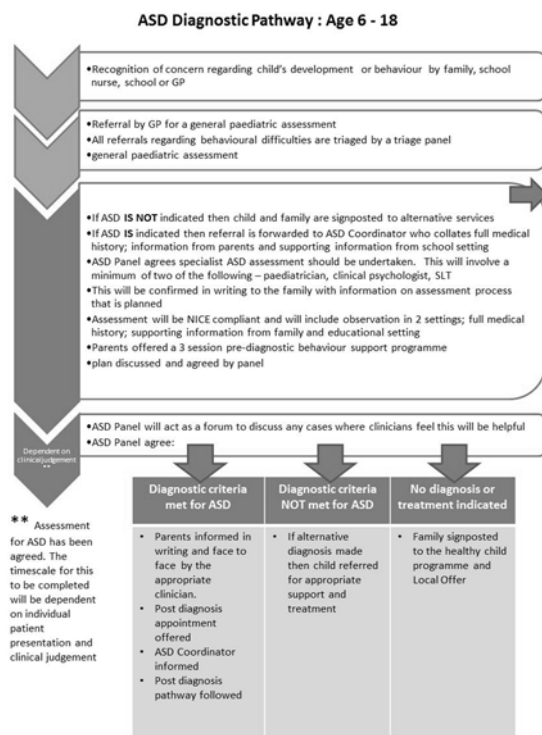 ASD Diagnostic Pathway : Age 6 - 18
•Recognition of concern regarding child's development or behaviour by family, school
nurse, school or GP
•Referral by GP for a general paediatric assessment
•All referrals regarding behavioural difficulties are triaged by a triage panel
•general paediatric assessment
•If ASD IS NOT indicated then child and family are signposted to alternative services
•If ASD IS indicated then referral is forwarded to ASD Coordinator who collates full medical
history; information from parents and supporting information from school setting
•ASD Panel agrees specialist ASD assessment should be undertaken. This will involve a
minimum of two of the following – paediatrician, clinical psychologist, SLT
•This will be confirmed in writing to the family with information on assessment process
that is planned
•Assessment will be NICE compliant and will include observation in 2 settings; full medical
history; supporting information from family and educational setting
•Parents offered a 3 session pre-diagnostic behaviour support programme
•plan discussed and agreed by panel
•ASD Panel will act as a forum to discuss any cases where clinicians feel this will be helpful
•ASD Panel agree:
Dependent on
clinical judgement
**
** Assessment
for ASD has been
agreed. The
timescale for this
to be completed
will be dependent
on individual
patient
presentation and
clinical judgement
Diagnostic criteria
met for ASD
• Parents informed in
writing and face to
face by the
appropriate
clinician.
• Post diagnosis
appointment
offered
• ASD Coordinator
informed
• Post diagnosis
pathway followed
Diagnostic criteria
NOT met for ASD
• If alternative
diagnosis made
then child referred
for appropriate
support and
treatment
No diagnosis or
treatment indicated
• Family signposted
to the healthy child
programme and
Local Offer